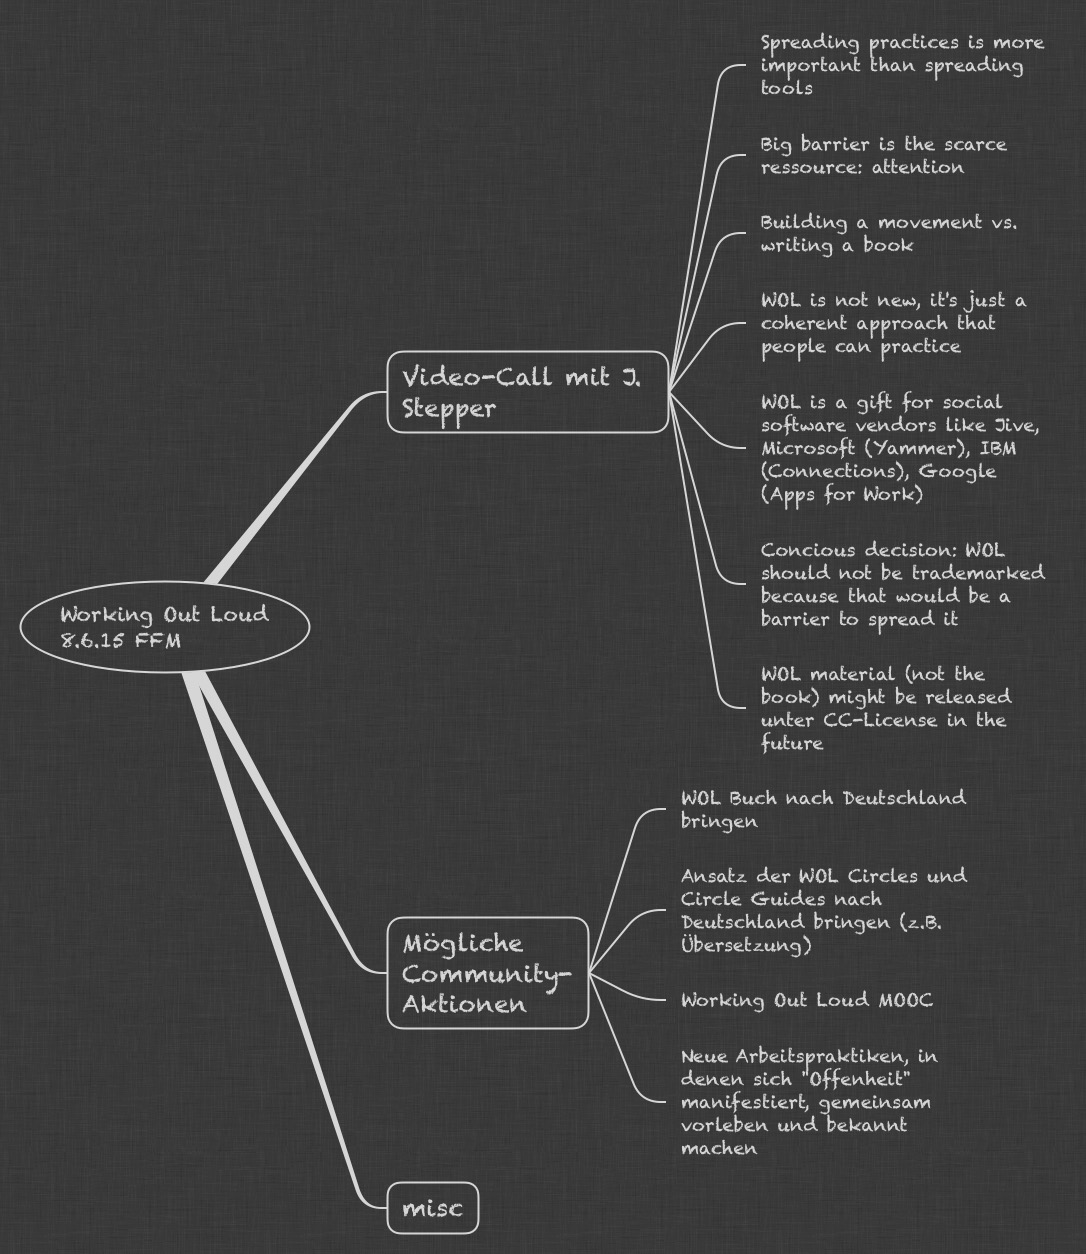 Working Out Loud
8.6.15 FFM
Video-Call mit J.
Stepper
Spreading practices is more
important than spreading
tools
Big barrier is the scarce
ressource: attention
Building a movement vs.
writing a book
WOL is not new, it's just a
coherent approach that
people can practice
WOL is a gift for social
software vendors like Jive,
Microsoft (Yammer), IBM
(Connections), Google
(Apps for Work)
Concious decision: WOL
should not be trademarked
because that would be a
barrier to spread it
WOL material (not the
book) might be released
unter CC-License in the
future
Mögliche
Community-
Aktionen
WOL Buch nach Deutschland
bringen
Ansatz der WOL Circles und
Circle Guides nach
Deutschland bringen (z.B.
Übersetzung)
Working Out Loud MOOC
Neue Arbeitspraktiken, in
denen sich "Offenheit"
manifestiert, gemeinsam
vorleben und bekannt
machen
misc